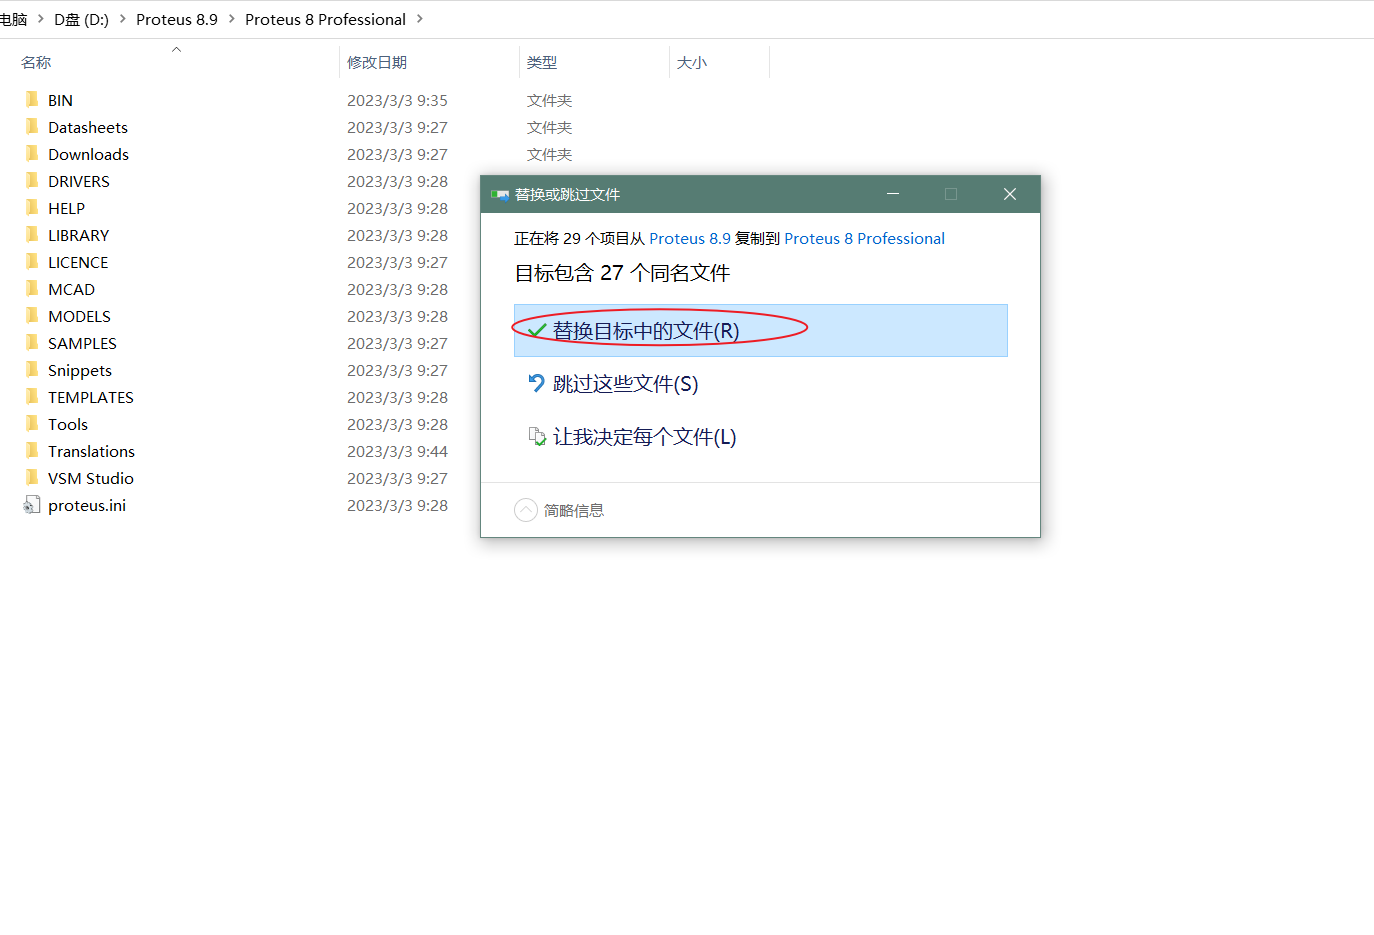 电脑 > D盘 (D:) > Proteus 8.9 > Proteus 8 Professional >
名称 修改日期 类型 大小
BIN 2023/3/3 9:35 文件夹
Datasheets 2023/3/3 9:27 文件夹
Downloads 2023/3/3 9:27 文件夹
DRIVERS 2023/3/3 9:28
HELP 2023/3/3 9:28
LIBRARY 2023/3/3 9:28
LICENCE 2023/3/3 9:27
MCAD 2023/3/3 9:28
MODELS 2023/3/3 9:28
SAMPLES 2023/3/3 9:27
Snippets 2023/3/3 9:27
TEMPLATES 2023/3/3 9:28
Tools 2023/3/3 9:28
Translations 2023/3/3 9:44
VSM Studio 2023/3/3 9:27
proteus.ini 2023/3/3 9:28
替换或跳过文件
正在将 29 个项目从 Proteus 8.9 复制到 Proteus 8 Professional
目标包含 27 个同名文件
替换目标中的文件(R)
跳过这些文件(S)
让我决定每个文件(L)
简略信息